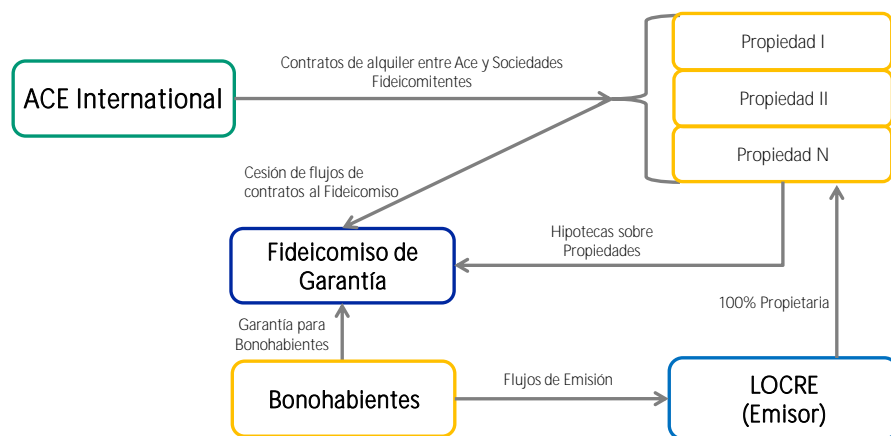 Propiedad I
Contratos de alquiler entre Ace y Sociedades
Fideicomitentes
ACE International
Propiedad II
Propiedad N
Cesión de flujos de
contratos al Fideicomiso
Hipotecas sobre
Propiedades
Fideicomiso de
Garantía
100% Propietaria
Garantía para
Bonohabientes
Flujos de Emisión
Bonohabientes
LOCRE
(Emisor)